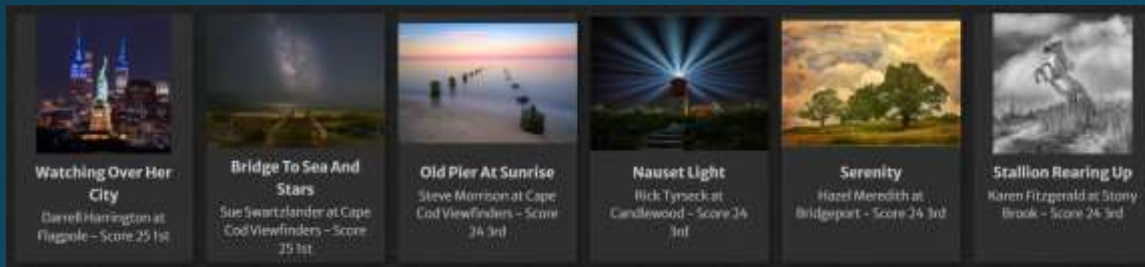 Watching Over Her
City
Darrell Harrington at
Flagpole – Score 25 1st
Bridge To Sea And
Stars
Sue Swartzlander at Cape
Cod Viewfinders – Score
25 1st
Old Pier At Sunrise
Steve Morrison at Cape
Cod Viewfinders – Score
24 3rd
Nauset Light
Rick Tyrseck at
Candlewood – Score 24
3rd
Serenity
Hazel Meredith at
Bridgeport – Score 24 3rd
Stallion Rearing Up
Karen Fitzgerald at Stony
Brook – Score 24 3rd